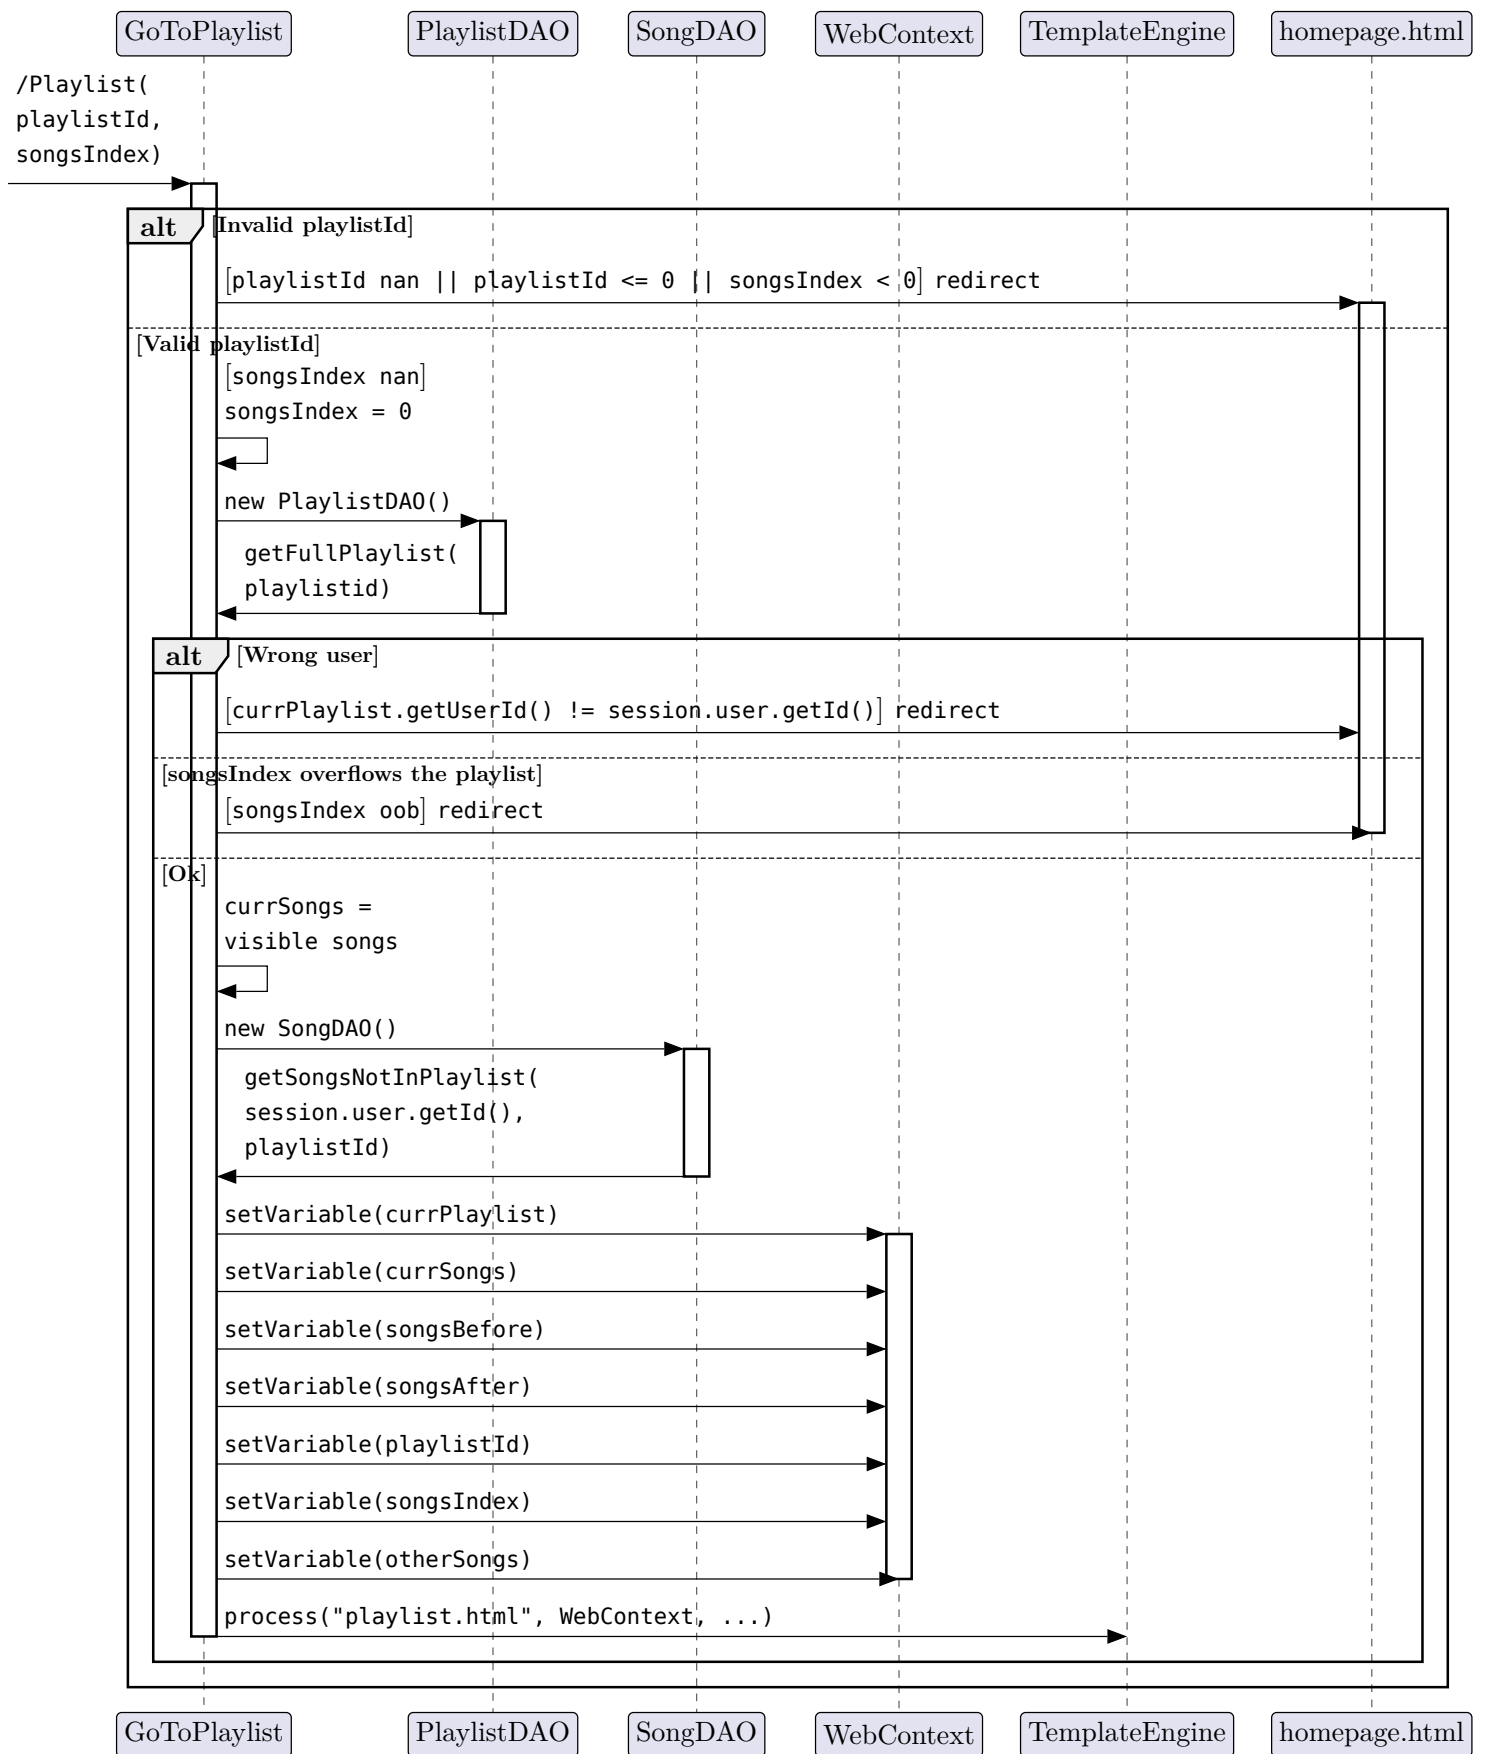 GoToPlaylist PlaylistDAO SongDAO WebContext TemplateEngine homepage.html
/Playlist(
playlistId,
songsIndex)
alt [Invalid playlistId]
[playlistId nan || playlistId <= 0 || songsIndex < 0] redirect
[Valid playlistId]
[songsIndex nan]
songsIndex = 0
new PlaylistDAO()
getFullPlaylist(
playlistid)
alt [Wrong user]
[currPlaylist.getUserId() != session.user.getId()] redirect
[songsIndex overflows the playlist]
[songsIndex oob] redirect
[Ok]
currSongs =
visible songs
new SongDAO()
getSongsNotInPlaylist(
session.user.getId(),
playlistId)
setVariable(currPlaylist)
setVariable(currSongs)
setVariable(songsBefore)
setVariable(songsAfter)
setVariable(playlistId)
setVariable(songsIndex)
setVariable(otherSongs)
process("playlist.html", WebContext, ...)
GoToPlaylist PlaylistDAO SongDAO WebContext TemplateEngine homepage.html